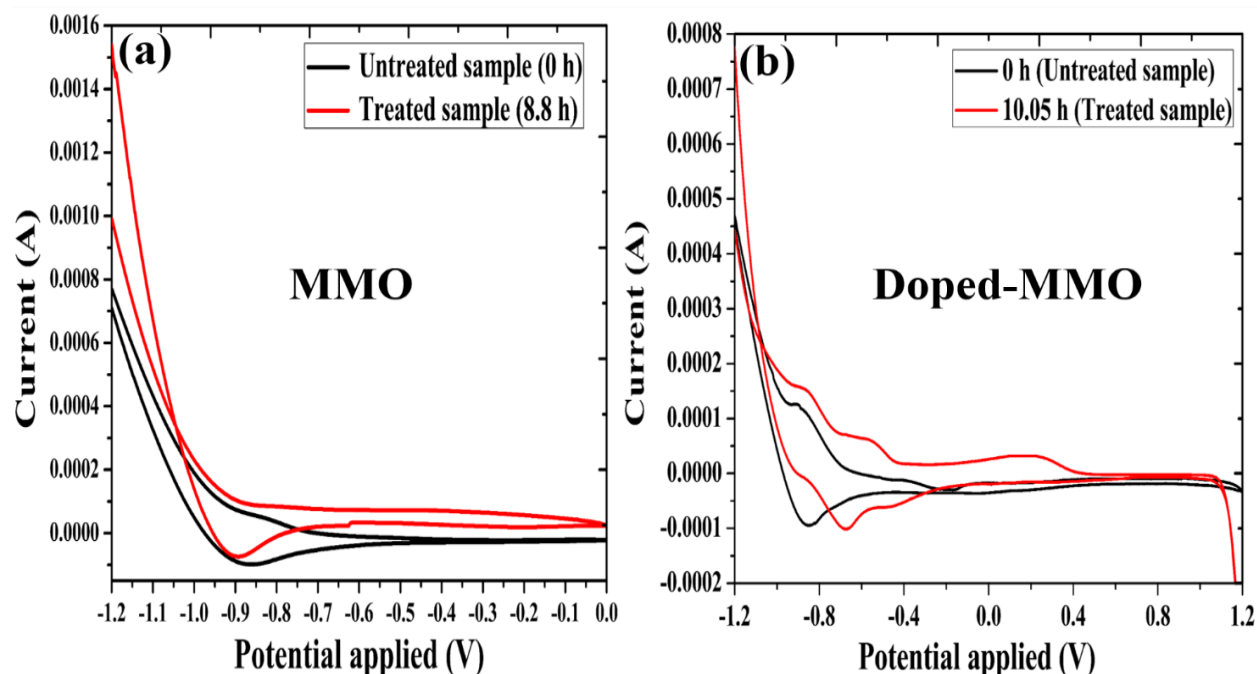 (a)
Untreated sample (0 h)
Treated sample (8.8 h)
MMO
Current (A)
0.0016
0.0014
0.0012
0.0010
0.0008
0.0006
0.0004
0.0002
0.0000
-1.2 -1.1 -1.0 -0.9 -0.8 -0.7 -0.6 -0.5 -0.4 -0.3 -0.2 -0.1 0.0
Potential applied (V)
(b)
0 h (Untreated sample)
10.05 h (Treated sample)
Doped-MMO
Current (A)
0.0008
0.0007
0.0006
0.0005
0.0004
0.0003
0.0002
0.0001
0.0000
-0.0001
-0.0002
-1.2 -0.8 -0.4 0.0 0.4 0.8 1.2
Potential applied (V)